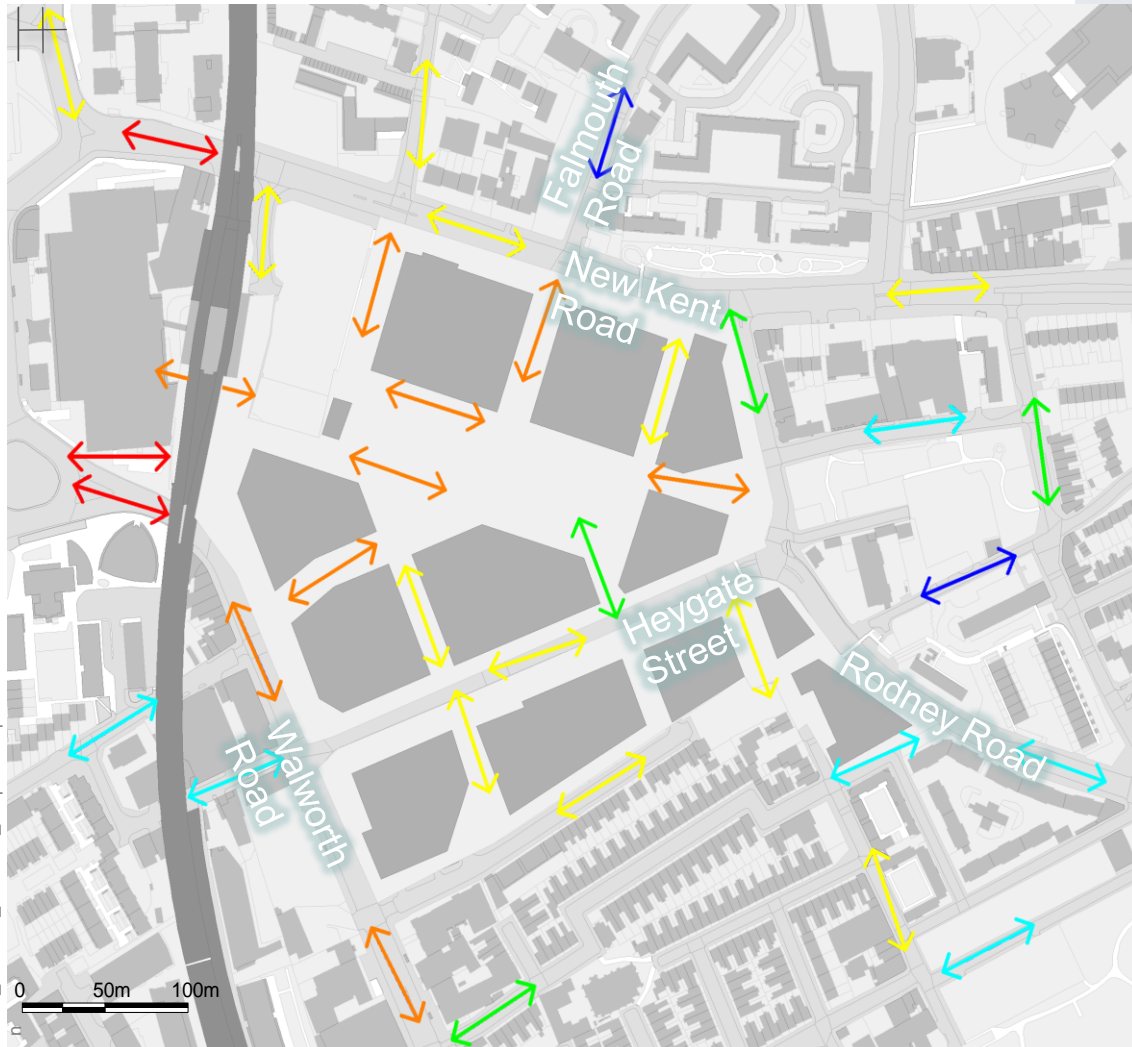 Falmouth
Road
New Kent
Road
Heygate
Street
Rodney Road
Walworth
Road
0 50m 100m